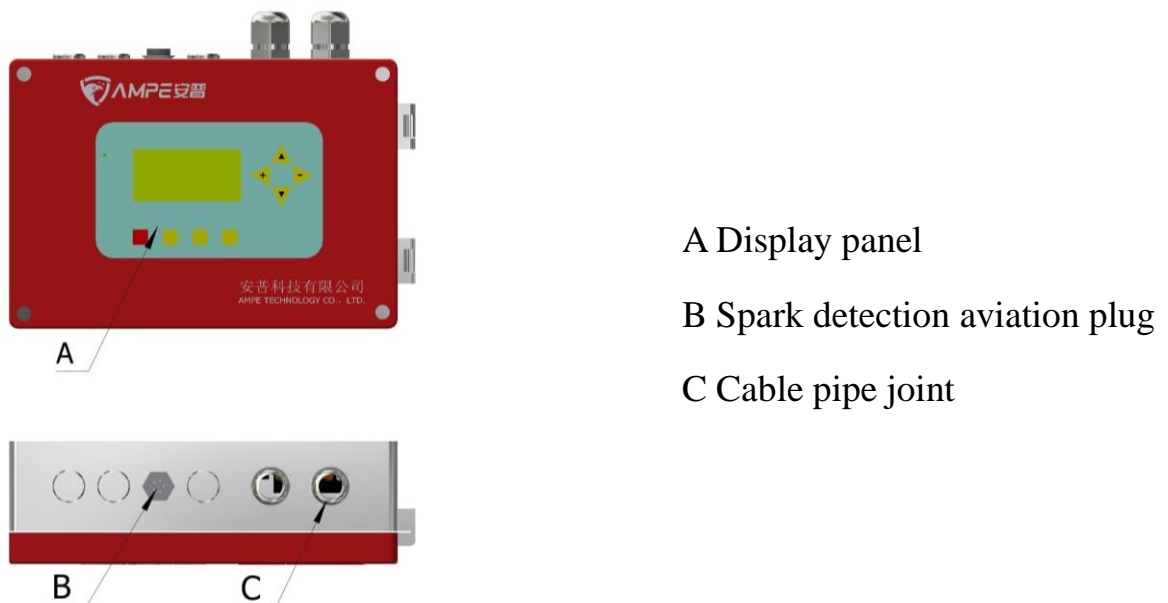 AMPE安普
+ -
安普科技有限公司
AMPE TECHNOLOGY CO., LTD.
A
A Display panel
B Spark detection aviation plug
C Cable pipe joint
B
C